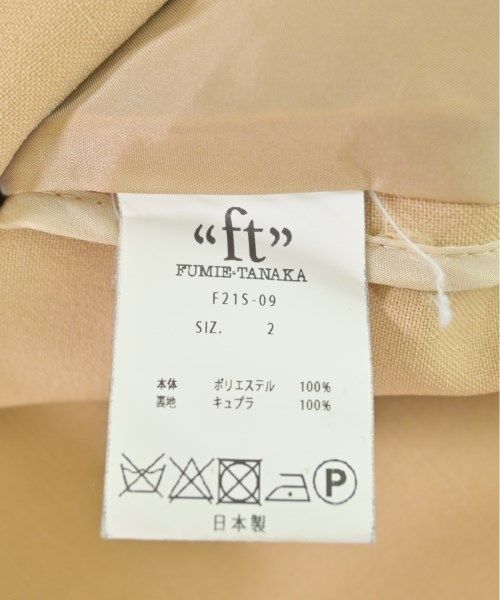 “ft”
FUMIE=TANAKA
F21S-09
SIZ. 2
本体 ポリエステル 100%
裏地 キュプラ 100%
P
日本製